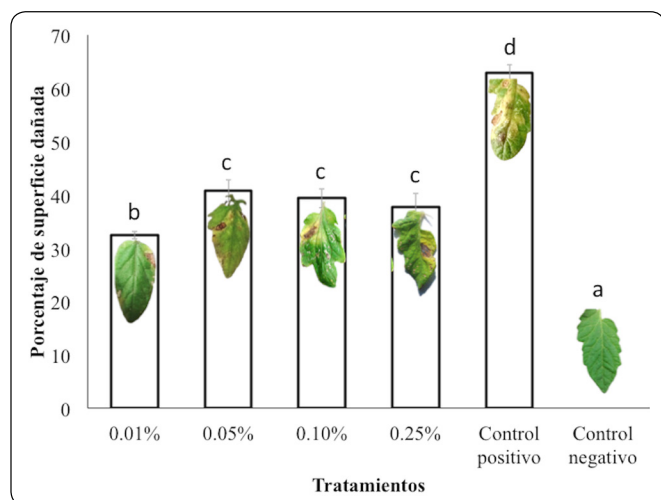 70
60
50
40
30
20
10
0
Porcentaje de superficie dañada
b
c
c
c
d
a
0.01%
0.05%
0.10%
0.25%
Control
positivo
Control
negativo
Tratamientos